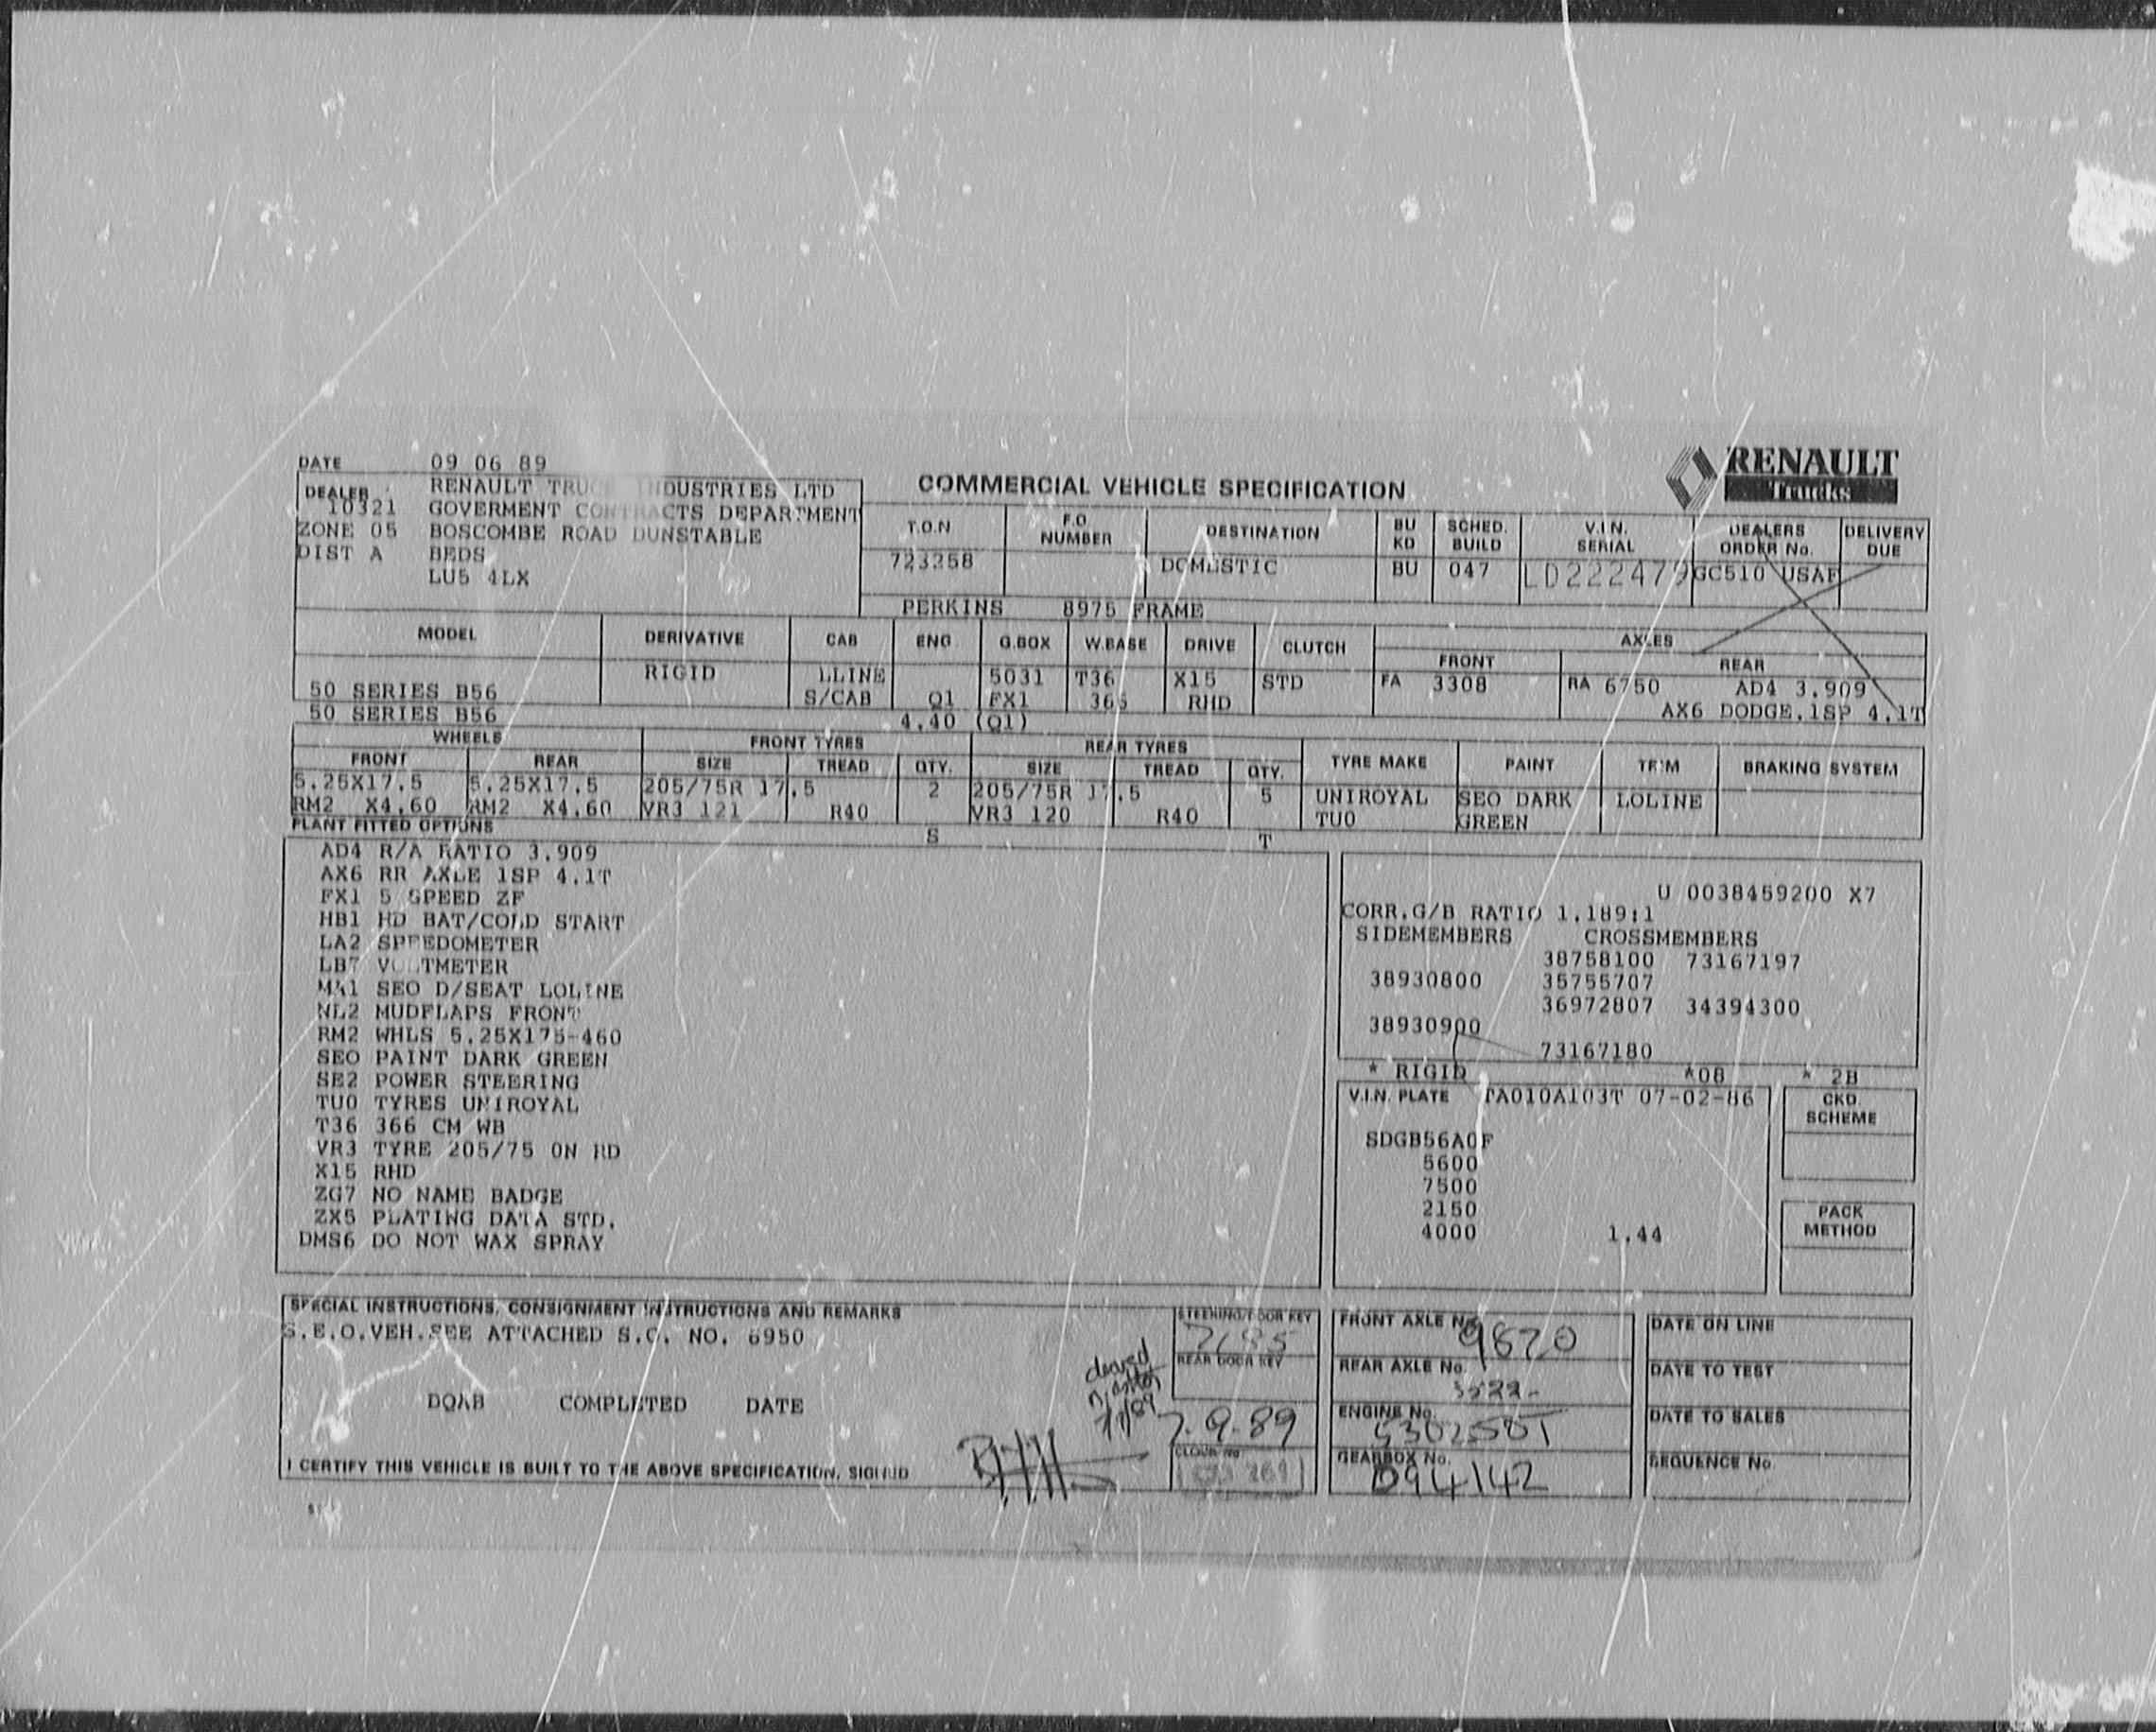 DATE 09 06 89
RENAULT Trucks
COMMERCIAL VEHICLE SPECIFICATION
DEALER RENAULT TRUC INDUSTRIES LTD
10321 GOVERMENT CONTRACTS DEPARTMENT
ZONE 05 BOSCOMBE ROAD DUNSTABLE
DIST A BEDS
LU5 4LX
T.O.N F.O NUMBER DESTINATION BU KD SCHED. BUILD V.I.N. SERIAL DEALERS ORDER No. DELIVERY DUE
723258 DOMESTIC BU 047 LD222479 GC510 USAF
PERKINS 8975 FRAME
MODEL DERIVATIVE CAB ENG G.BOX W.BASE DRIVE CLUTCH AXLES
FRONT REAR
RIGID LLINE 5031 T36 X15 STD FA 3308 RA 6750 AD4 3.909
50 SERIES B56 S/CAB Q1 FX1 366 RHD
50 SERIES B56 4.40 (Q1) AX6 DODGE.1SP 4.1T
WHEELS FRONT TYRES REAR TYRES
FRONT REAR SIZE TREAD QTY. SIZE TREAD QTY. TYRE MAKE PAINT TRIM BRAKING SYSTEM
5.25X17.5 5.25X17.5 205/75R 17.5 2 205/75R 17.5 5 UNIROYAL SEO DARK LOLINE
RM2 X4.60 RM2 X4.60 VR3 121 R40 VR3 120 R40 TU0 GREEN
PLANT FITTED OPTIONS S T
AD4 R/A RATIO 3.909
AX6 RR AXLE 1SP 4.1T
FX1 5 SPEED ZF
HB1 HD BAT/COLD START
LA2 SPEEDOMETER
LB7 VOLTMETER
MA1 SEO D/SEAT LOLINE
NL2 MUDFLAPS FRONT
RM2 WHLS 5.25X175-460
SEO PAINT DARK GREEN
SE2 POWER STEERING
TU0 TYRES UNIROYAL
T36 366 CM WB
VR3 TYRE 205/75 ON RD
X15 RHD
ZG7 NO NAME BADGE
ZX5 PLATING DATA STD.
DMS6 DO NOT WAX SPRAY
U 0038459200 X7
CORR.G/B RATIO 1.189:1
SIDEMEMBERS CROSSMEMBERS
38758100 73167197
38930800 35755707
36972807 34394300
38930900
73167180
* RIGID *08 * 2B
V.I.N. PLATE TA010A103T 07-02-86
SDGB56A0F
5600
7500
2150
4000 1.44
CKD. SCHEME
PACK METHOD
SPECIAL INSTRUCTIONS, CONSIGNMENT INSTRUCTIONS AND REMARKS
S.E.O.VEH.SEE ATTACHED S.C. NO. 6950
DQAB COMPLETED DATE
I CERTIFY THIS VEHICLE IS BUILT TO THE ABOVE SPECIFICATION, SIGNED
STEERING/DOOR KEY
REAR DOOR KEY
7.9.89
FRONT AXLE No. 9870
REAR AXLE No.
ENGINE No.
GEARBOX No. 094142
DATE ON LINE
DATE TO TEST
DATE TO SALES
SEQUENCE No.